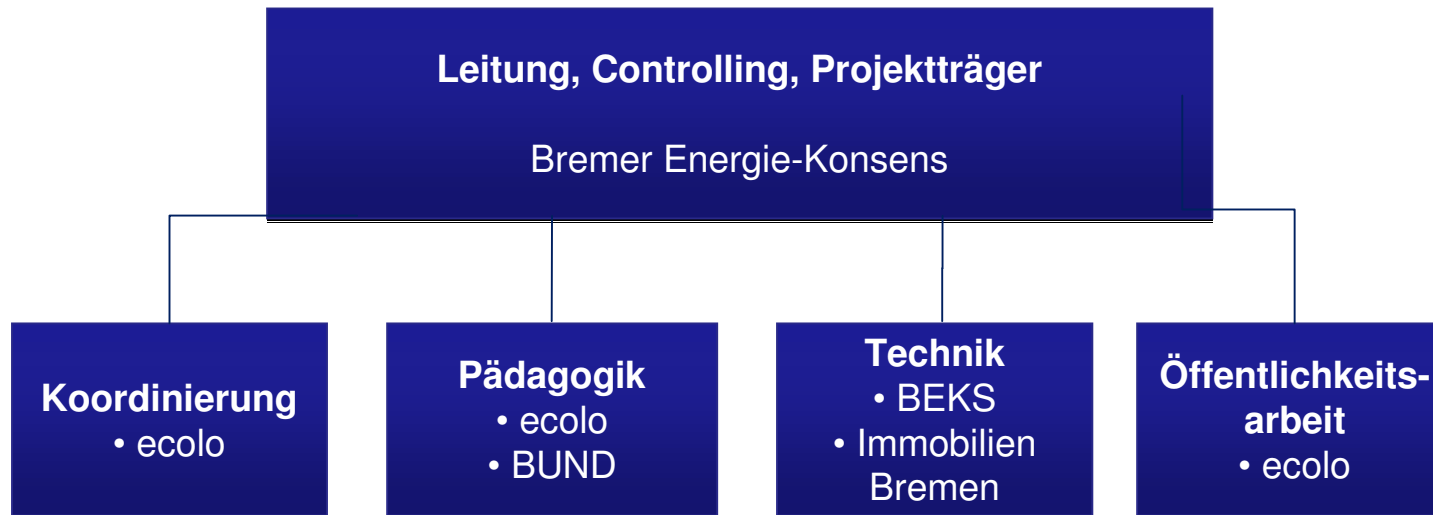 Leitung, Controlling, Projektträger
Bremer Energie-Konsens
Koordinierung
• ecolo
Pädagogik
• ecolo
• BUND
Technik
• BEKS
• Immobilien
Bremen
Öffentlichkeits-
arbeit
• ecolo